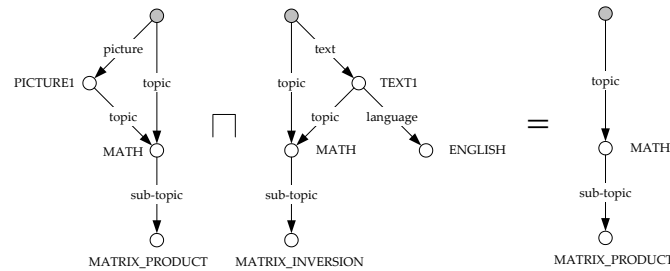 picture
text
PICTURE1
topic
topic
TEXT1
topic
topic
topic
language
MATH
⊓
MATH
ENGLISH
=
MATH
sub-topic
sub-topic
sub-topic
MATRIX_PRODUCT
MATRIX_INVERSION
MATRIX_PRODUCT